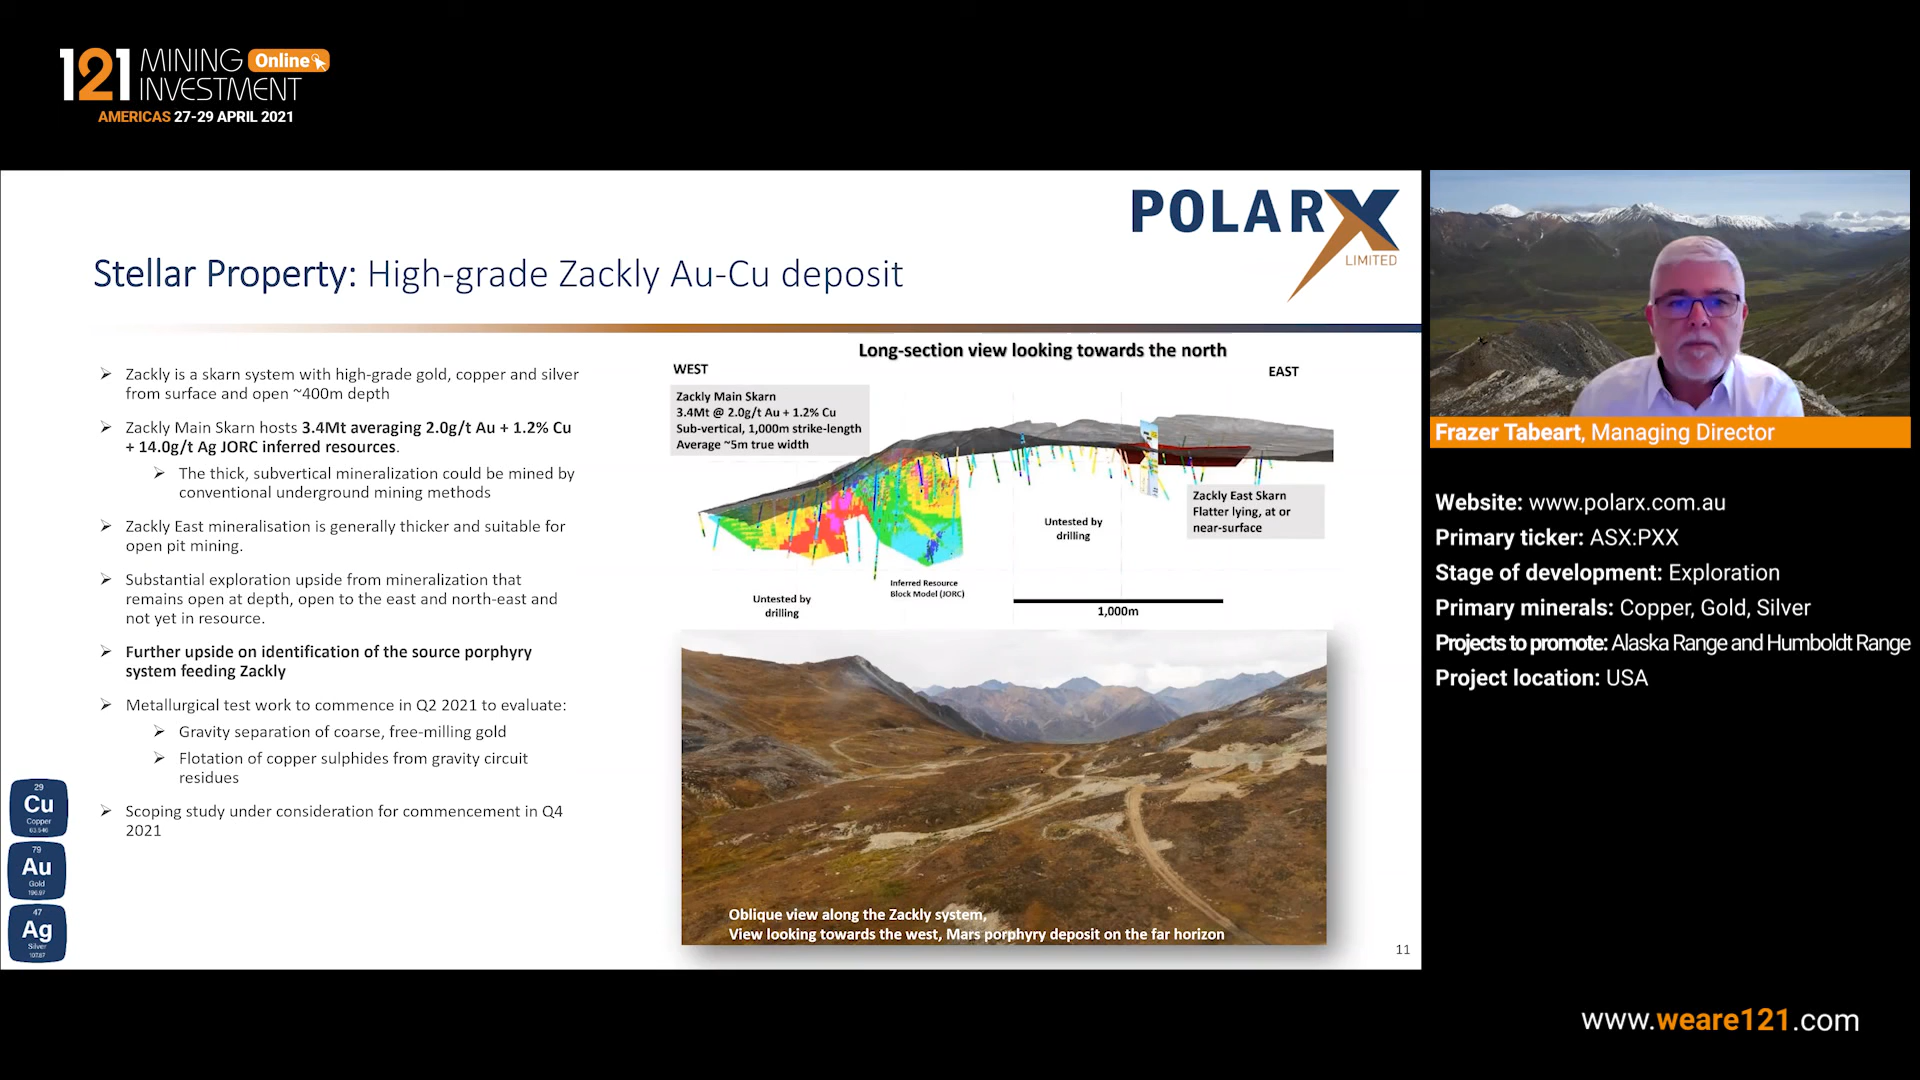 121 MINING Online
INVESTMENT
AMERICAS 27-29 APRIL 2021
POLARX
LIMITED
Stellar Property: High-grade Zackly Au-Cu deposit
➢ Zackly is a skarn system with high-grade gold, copper and silver
from surface and open ~400m depth
➢ Zackly Main Skarn hosts 3.4Mt averaging 2.0g/t Au + 1.2% Cu
+ 14.0g/t Ag JORC inferred resources.
➢ The thick, subvertical mineralization could be mined by
conventional underground mining methods
➢ Zackly East mineralisation is generally thicker and suitable for
open pit mining.
➢ Substantial exploration upside from mineralization that
remains open at depth, open to the east and north-east and
not yet in resource.
➢ Further upside on identification of the source porphyry
system feeding Zackly
➢ Metallurgical test work to commence in Q2 2021 to evaluate:
➢ Gravity separation of coarse, free-milling gold
➢ Flotation of copper sulphides from gravity circuit
residues
➢ Scoping study under consideration for commencement in Q4
2021
29
Cu
Copper
63.546
79
Au
Gold
196.97
47
Ag
Silver
107.87
Long-section view looking towards the north
WEST
EAST
Zackly Main Skarn
3.4Mt @ 2.0g/t Au + 1.2% Cu
Sub-vertical, 1,000m strike-length
Average ~5m true width
Zackly East Skarn
Flatter lying, at or
near-surface
Untested by
drilling
Inferred Resource
Block Model (JORC)
Untested by
drilling
1,000m
Oblique view along the Zackly system,
View looking towards the west, Mars porphyry deposit on the far horizon
11
Frazer Tabeart, Managing Director
Website: www.polarx.com.au
Primary ticker: ASX:PXX
Stage of development: Exploration
Primary minerals: Copper, Gold, Silver
Projects to promote: Alaska Range and Humboldt Range
Project location: USA
www.weare121.com